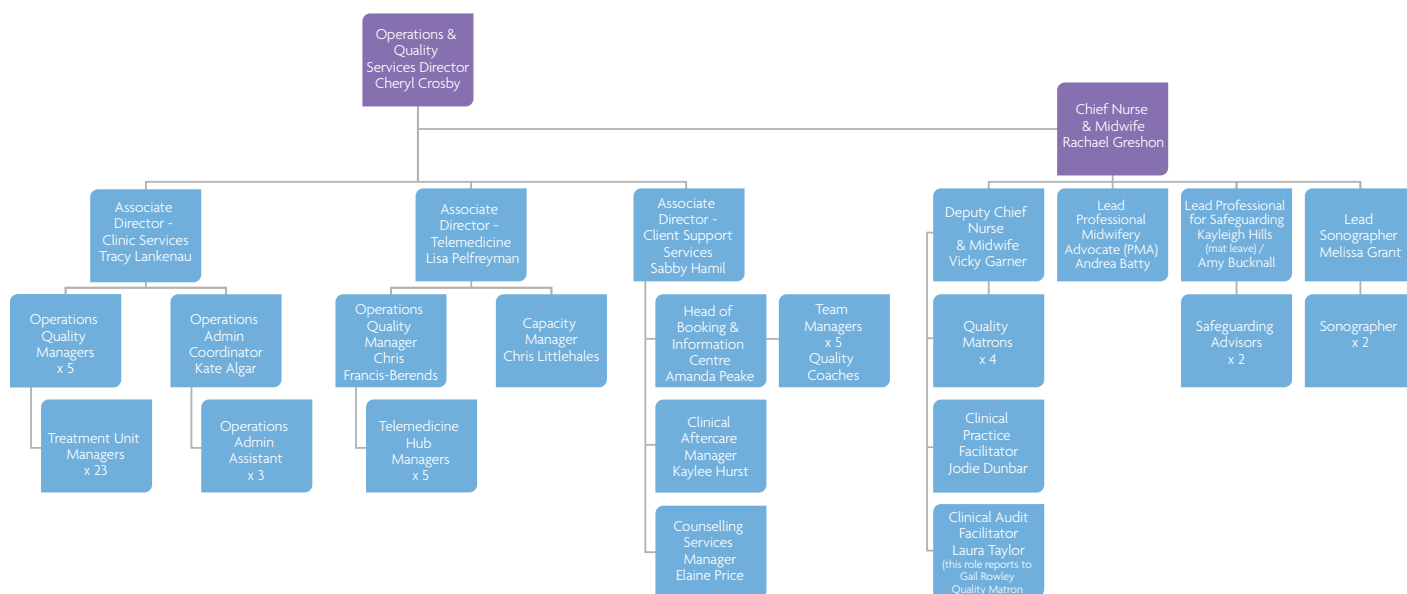 Operations &
Quality
Services Director
Cheryl Crosby
Chief Nurse
& Midwife
Rachael Greshon
Associate
Director -
Clinic Services
Tracy Lankenau
Associate
Director -
Telemedicine
Lisa Pelfreyman
Associate
Director -
Client Support
Services
Sabby Hamil
Deputy Chief
Nurse
& Midwife
Vicky Garner
Lead
Professional
Midwifery
Advocate (PMA)
Andrea Batty
Lead Professional
for Safeguarding
Kayleigh Hills
(mat leave) /
Amy Bucknall
Lead
Sonographer
Melissa Grant
Operations
Quality
Managers
x 5
Operations
Admin
Coordinator
Kate Algar
Operations
Quality
Manager
Chris
Francis-Berends
Capacity
Manager
Chris Littlehales
Head of
Booking &
Information
Centre
Amanda Peake
Team
Managers
x 5
Quality
Coaches
Quality
Matrons
x 4
Safeguarding
Advisors
x 2
Sonographer
x 2
Treatment Unit
Managers
x 23
Operations
Admin
Assistant
x 3
Telemedicine
Hub
Managers
x 5
Clinical
Aftercare
Manager
Kaylee Hurst
Clinical
Practice
Facilitator
Jodie Dunbar
Counselling
Services
Manager
Elaine Price
Clinical Audit
Facilitator
Laura Taylor
(this role reports to
Gail Rowley
Quality Matron